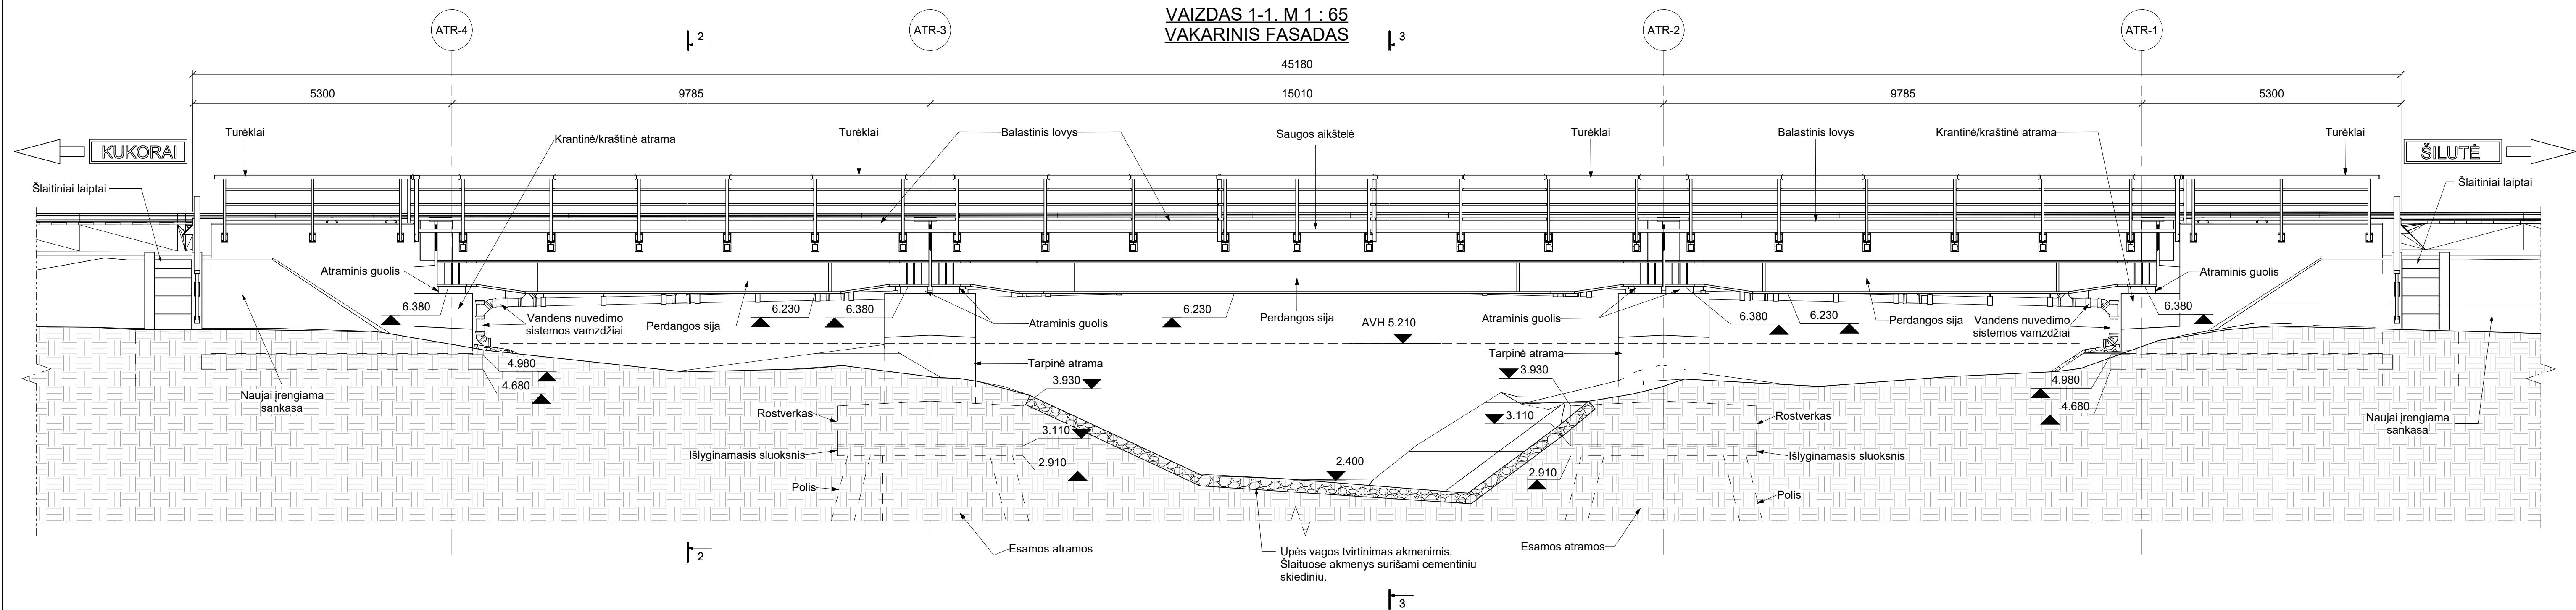 VAIZDAS 1-1. M 1 : 65
VAKARINIS FASADAS
ATR-4
2
ATR-3
3
ATR-2
ATR-1
45180
5300
9785
15010
9785
5300
KUKORAI
Turėklai
Krantinė/kraštinė atrama
Turėklai
Balastinis lovys
Saugos aikštelė
Turėklai
Balastinis lovys
Krantinė/kraštinė atrama
Turėklai
ŠILUTĖ
Šlaitiniai laiptai
Šlaitiniai laiptai
Atraminis guolis
Atraminis guolis
6.380
Vandens nuvedimo
sistemos vamzdžiai
Perdangos sija
6.230
6.380
Atraminis guolis
6.230
Perdangos sija
AVH 5.210
Atraminis guolis
6.380
6.230
Perdangos sija
Vandens nuvedimo
sistemos vamzdžiai
6.380
4.980
4.680
Naujai įrengiama
sankasa
Tarpinė atrama
3.930
Tarpinė atrama
3.930
4.980
4.680
Naujai įrengiama
sankasa
Rostverkas
3.110
Išlyginamasis sluoksnis
2.910
Polis
2.400
3.110
2.910
Rostverkas
Išlyginamasis sluoksnis
Polis
2
Esamos atramos
Upės vagos tvirtinimas akmenimis.
Šlaituose akmenys surišami cementiniu
skiediniu.
Esamos atramos
3